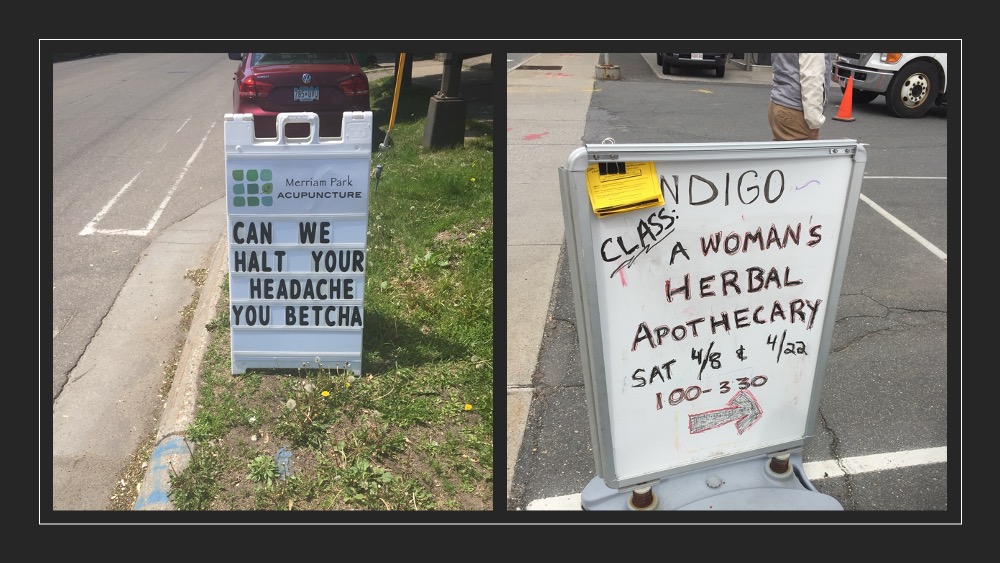 Merriam Park
ACUPUNCTURE
CAN WE
HALT YOUR
HEADACHE
YOU BETCHA
NDIGO
CLASS:
A WOMAN'S
HERBAL
APOTHECARY
SAT 4/8 & 4/22
100-330